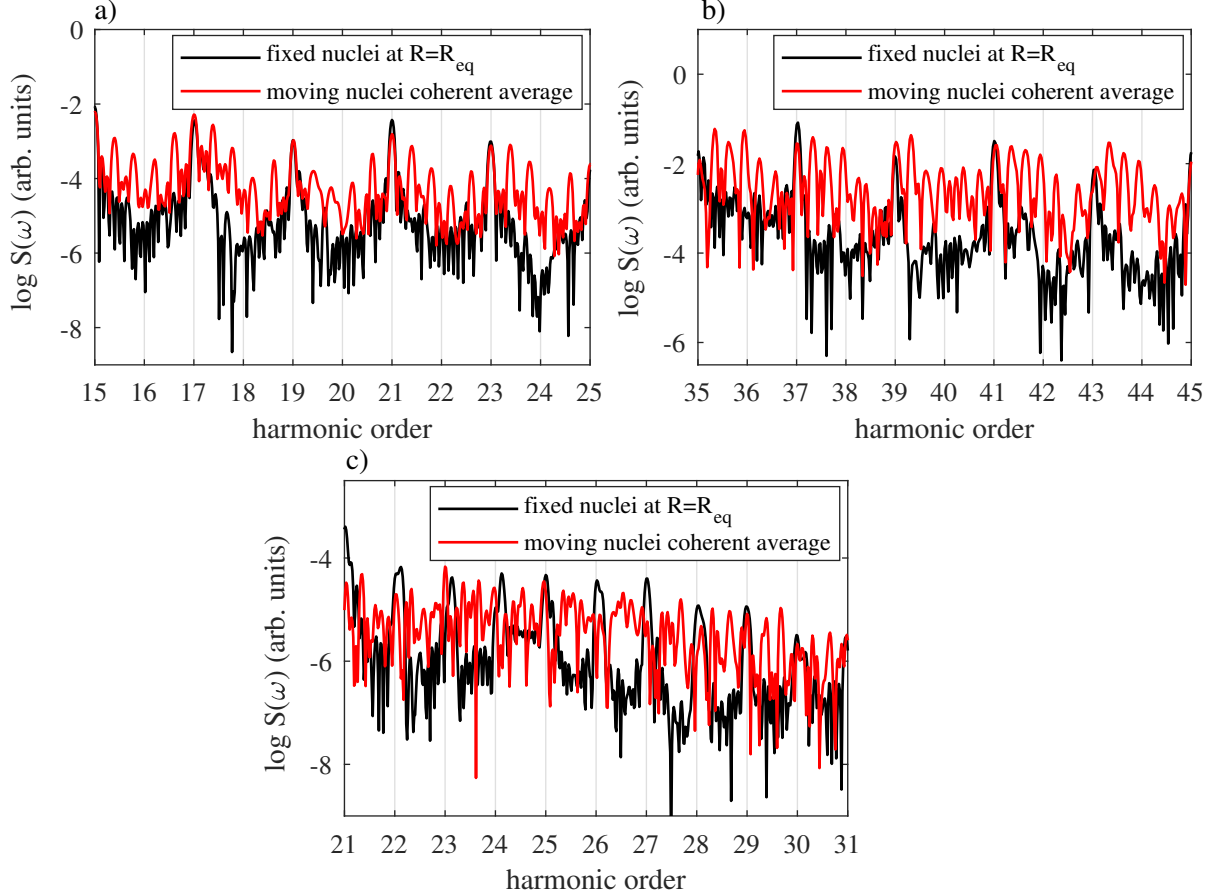 a)
0
-2
-4
-6
-8
log S(ω) (arb. units)
fixed nuclei at R=R_eq
moving nuclei coherent average
15 16 17 18 19 20 21 22 23 24 25
harmonic order
b)
0
-2
-4
-6
log S(ω) (arb. units)
fixed nuclei at R=R_eq
moving nuclei coherent average
35 36 37 38 39 40 41 42 43 44 45
harmonic order
c)
-4
-6
-8
log S(ω) (arb. units)
fixed nuclei at R=R_eq
moving nuclei coherent average
21 22 23 24 25 26 27 28 29 30 31
harmonic order